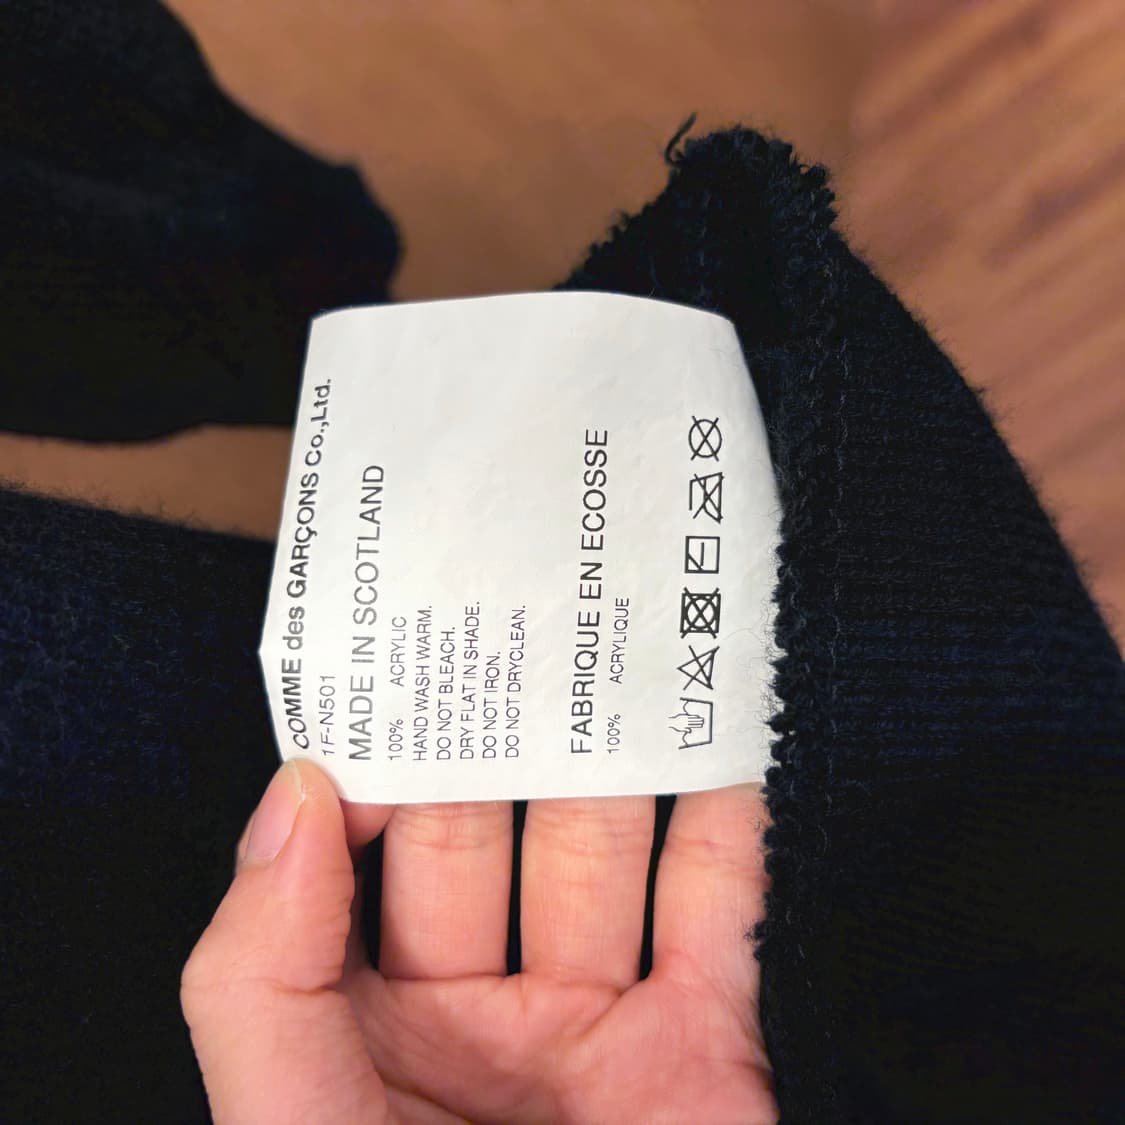 COMME des GARÇONS Co.,Ltd.
1F-N501
MADE IN SCOTLAND
100% ACRYLIC
HAND WASH WARM.
DO NOT BLEACH.
DRY FLAT IN SHADE.
DO NOT IRON.
DO NOT DRYCLEAN.
FABRIQUE EN ECOSSE
100% ACRYLIQUE